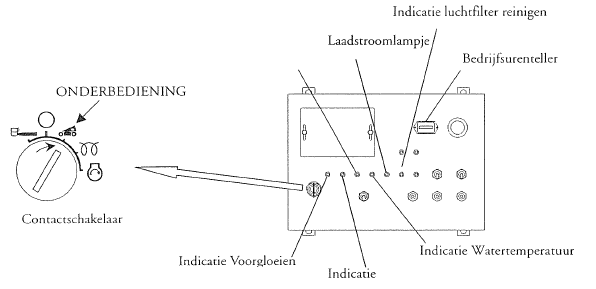 Indicatie luchtfilter reinigen
Laadstroomlampje
Bedrijfsurenteller
ONDERBEDIENING
Contactschakelaar
Indicatie Watertemperatuur
Indicatie Voorgloeien
Indicatie